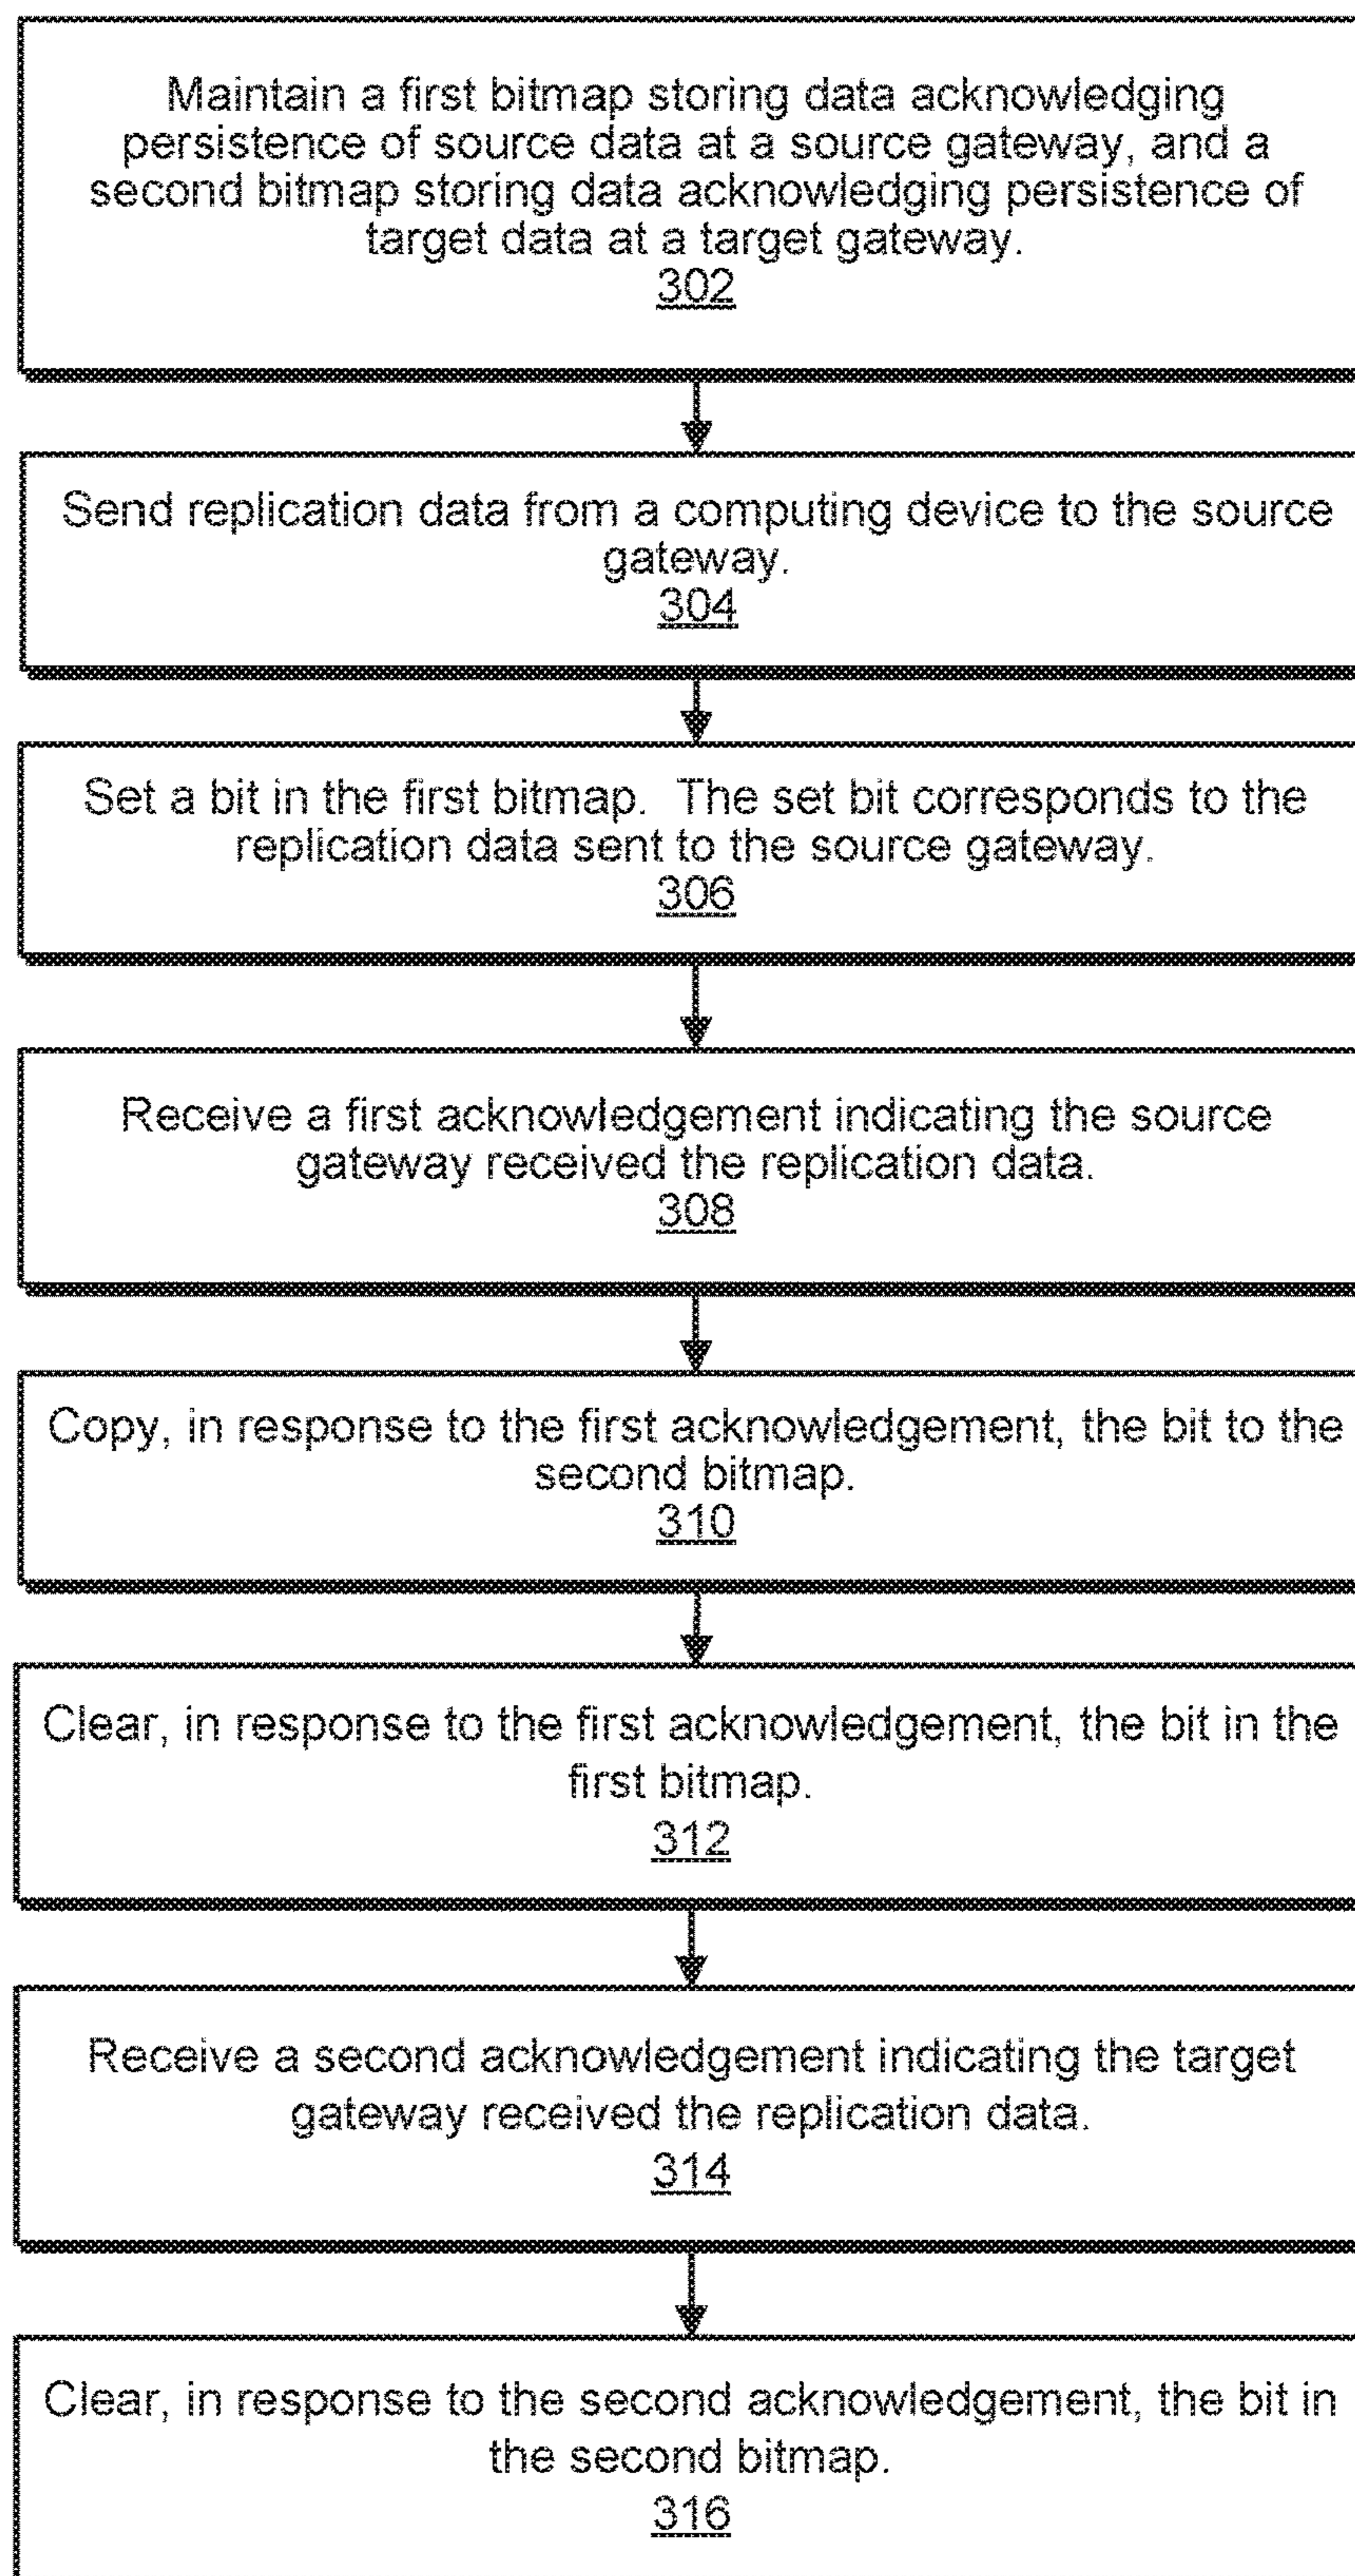 Maintain a first bitmap storing data acknowledging
persistence of source data at a source gateway, and a
second bitmap storing data acknowledging persistence of
target data at a target gateway.
302
Send replication data from a computing device to the source
gateway.
304
Set a bit in the first bitmap.  The set bit corresponds to the
replication data sent to the source gateway.
306
Receive a first acknowledgement indicating the source
gateway received the replication data.
308
Copy, in response to the first acknowledgement, the bit to the
second bitmap.
310
Clear, in response to the first acknowledgement, the bit in the
first bitmap.
312
Receive a second acknowledgement indicating the target
gateway received the replication data.
314
Clear, in response to the second acknowledgement, the bit in
the second bitmap.
316